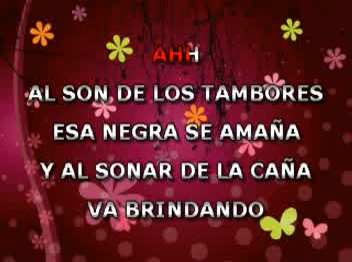 AHH
AL SON DE LOS TAMBORES
ESA NEGRA SE AMAÑA
Y AL SONAR DE LA CAÑA
VA BRINDANDO